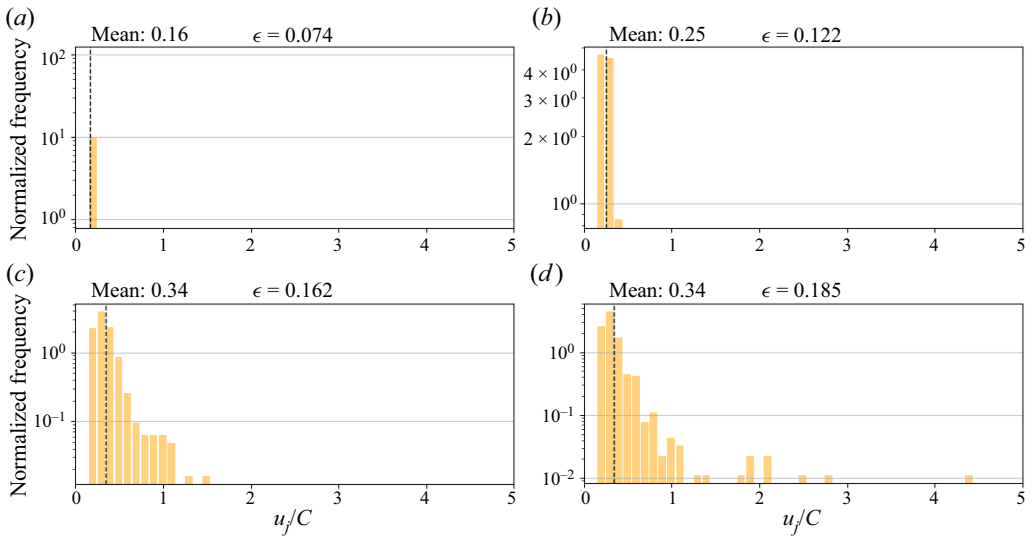 (a)
(b)
Mean: 0.16 ϵ = 0.074
Mean: 0.25 ϵ = 0.122
Normalized frequency
10²
10¹
10⁰
4 × 10⁰
3 × 10⁰
2 × 10⁰
10⁰
0 1 2 3 4 5
0 1 2 3 4 5
(c)
(d)
Mean: 0.34 ϵ = 0.162
Mean: 0.34 ϵ = 0.185
Normalized frequency
10⁰
10⁻¹
10⁰
10⁻¹
10⁻²
0 1 2 3 4 5
0 1 2 3 4 5
u_j/C
u_j/C